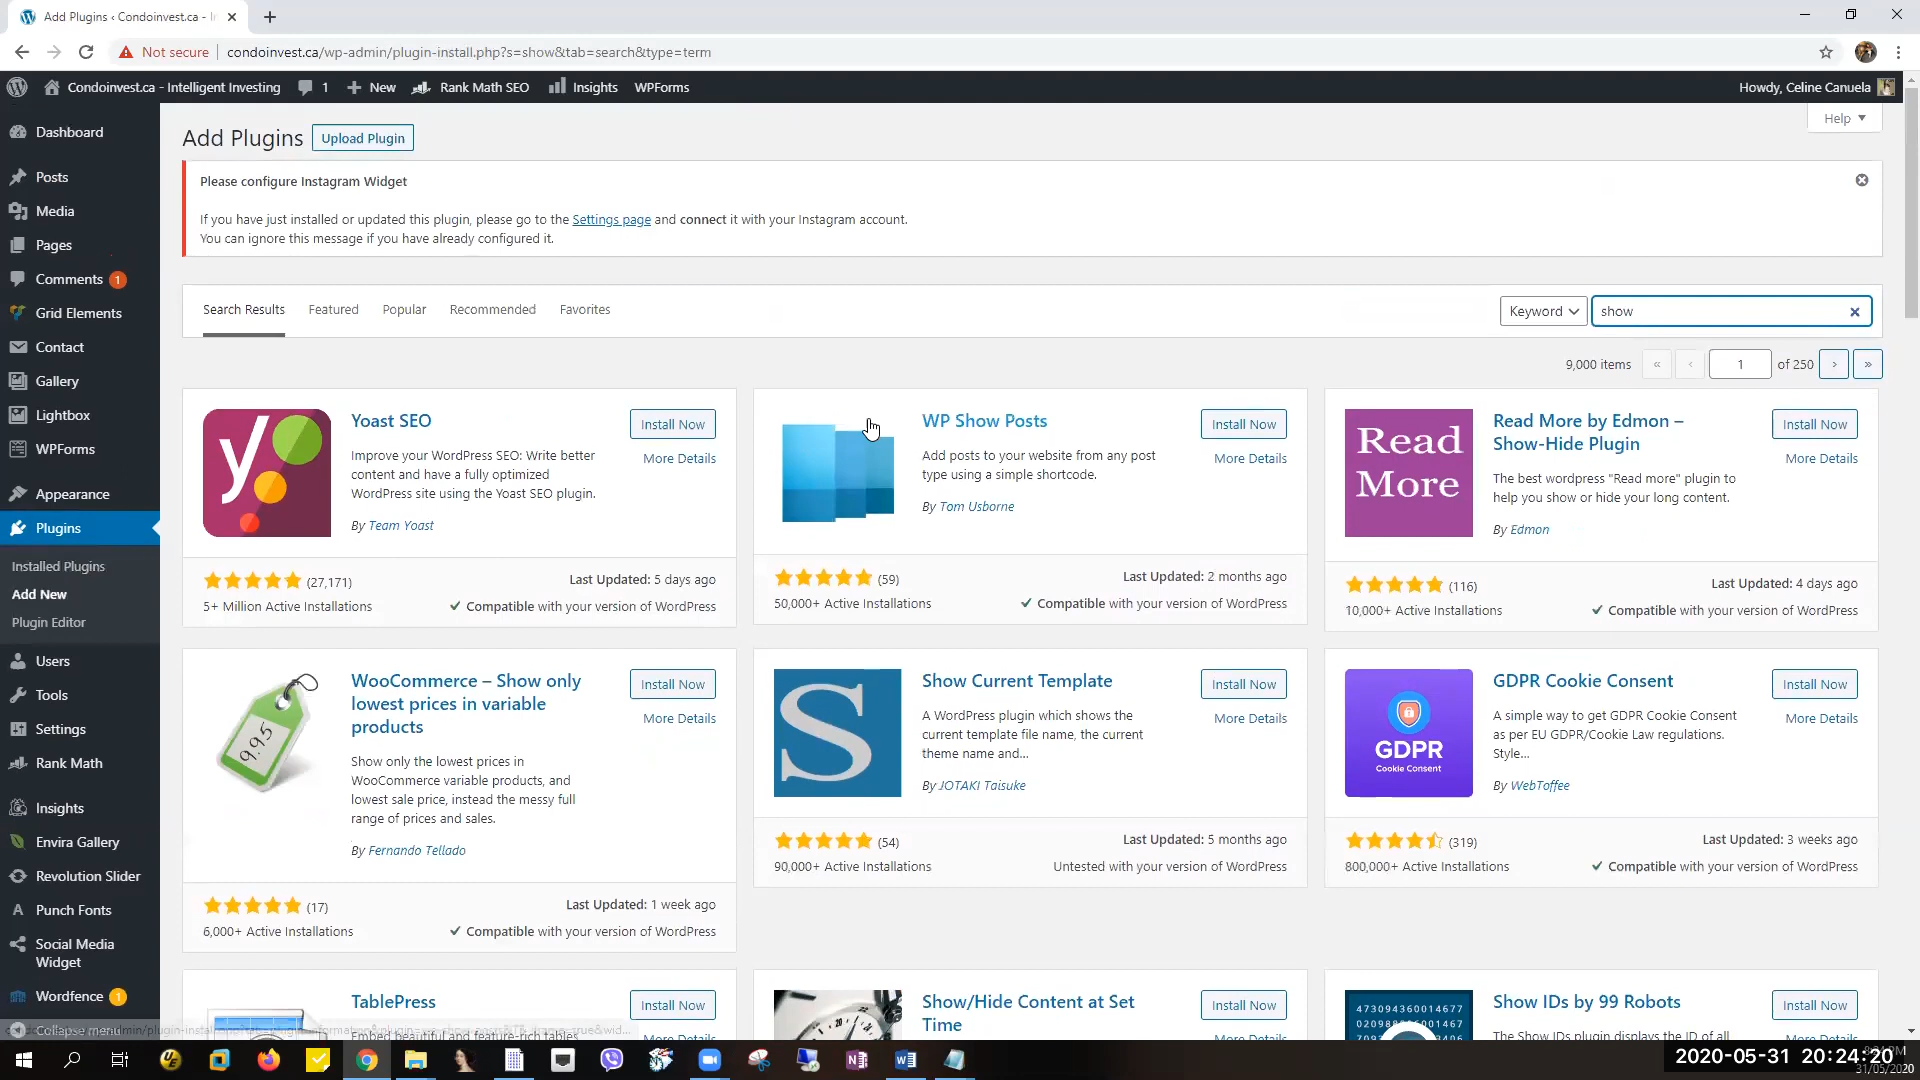 Add Plugins ‹ Condoinvest.ca - In
Not secure
condoinvest.ca/wp-admin/plugin-install.php?s=show&tab=search&type=term
Condoinvest.ca - Intelligent Investing
1
New
Rank Math SEO
Insights
WPForms
Howdy, Celine Canuela
Dashboard
Posts
Media
Pages
Comments 1
Grid Elements
Contact
Gallery
Lightbox
WPForms
Appearance
Plugins
Installed Plugins
Add New
Plugin Editor
Users
Tools
Settings
Rank Math
Insights
Envira Gallery
Revolution Slider
Punch Fonts
Social Media
Widget
Wordfence 1
Collapse menu
Add Plugins
Upload Plugin
Help
Please configure Instagram Widget
If you have just installed or updated this plugin, please go to the Settings page and connect it with your Instagram account.
You can ignore this message if you have already configured it.
Search Results
Featured
Popular
Recommended
Favorites
Keyword
show
9,000 items
«
‹
1
of 250
›
»
Yoast SEO
Install Now
More Details
Improve your WordPress SEO: Write better
content and have a fully optimized
WordPress site using the Yoast SEO plugin.
By Team Yoast
(27,171)
Last Updated: 5 days ago
5+ Million Active Installations
Compatible with your version of WordPress
WP Show Posts
Install Now
More Details
Add posts to your website from any post
type using a simple shortcode.
By Tom Usborne
(59)
Last Updated: 2 months ago
50,000+ Active Installations
Compatible with your version of WordPress
Read
More
Read More by Edmon –
Show-Hide Plugin
Install Now
More Details
The best wordpress "Read more" plugin to
help you show or hide your long content.
By Edmon
(116)
Last Updated: 4 days ago
10,000+ Active Installations
Compatible with your version of WordPress
9.95
WooCommerce – Show only
lowest prices in variable
products
Install Now
More Details
Show only the lowest prices in
WooCommerce variable products, and
lowest sale price, instead the messy full
range of prices and sales.
By Fernando Tellado
(17)
Last Updated: 1 week ago
6,000+ Active Installations
Compatible with your version of WordPress
S
Show Current Template
Install Now
More Details
A WordPress plugin which shows the
current template file name, the current
theme name and...
By JOTAKI Taisuke
(54)
Last Updated: 5 months ago
90,000+ Active Installations
Untested with your version of WordPress
GDPR
Cookie Consent
GDPR Cookie Consent
Install Now
More Details
A simple way to get GDPR Cookie Consent
as per EU GDPR/Cookie Law regulations.
Style...
By WebToffee
(319)
Last Updated: 3 weeks ago
800,000+ Active Installations
Compatible with your version of WordPress
TablePress
Install Now
Show/Hide Content at Set
Time
Install Now
Show IDs by 99 Robots
Install Now
2020-05-31 20:24:20
31/05/2020